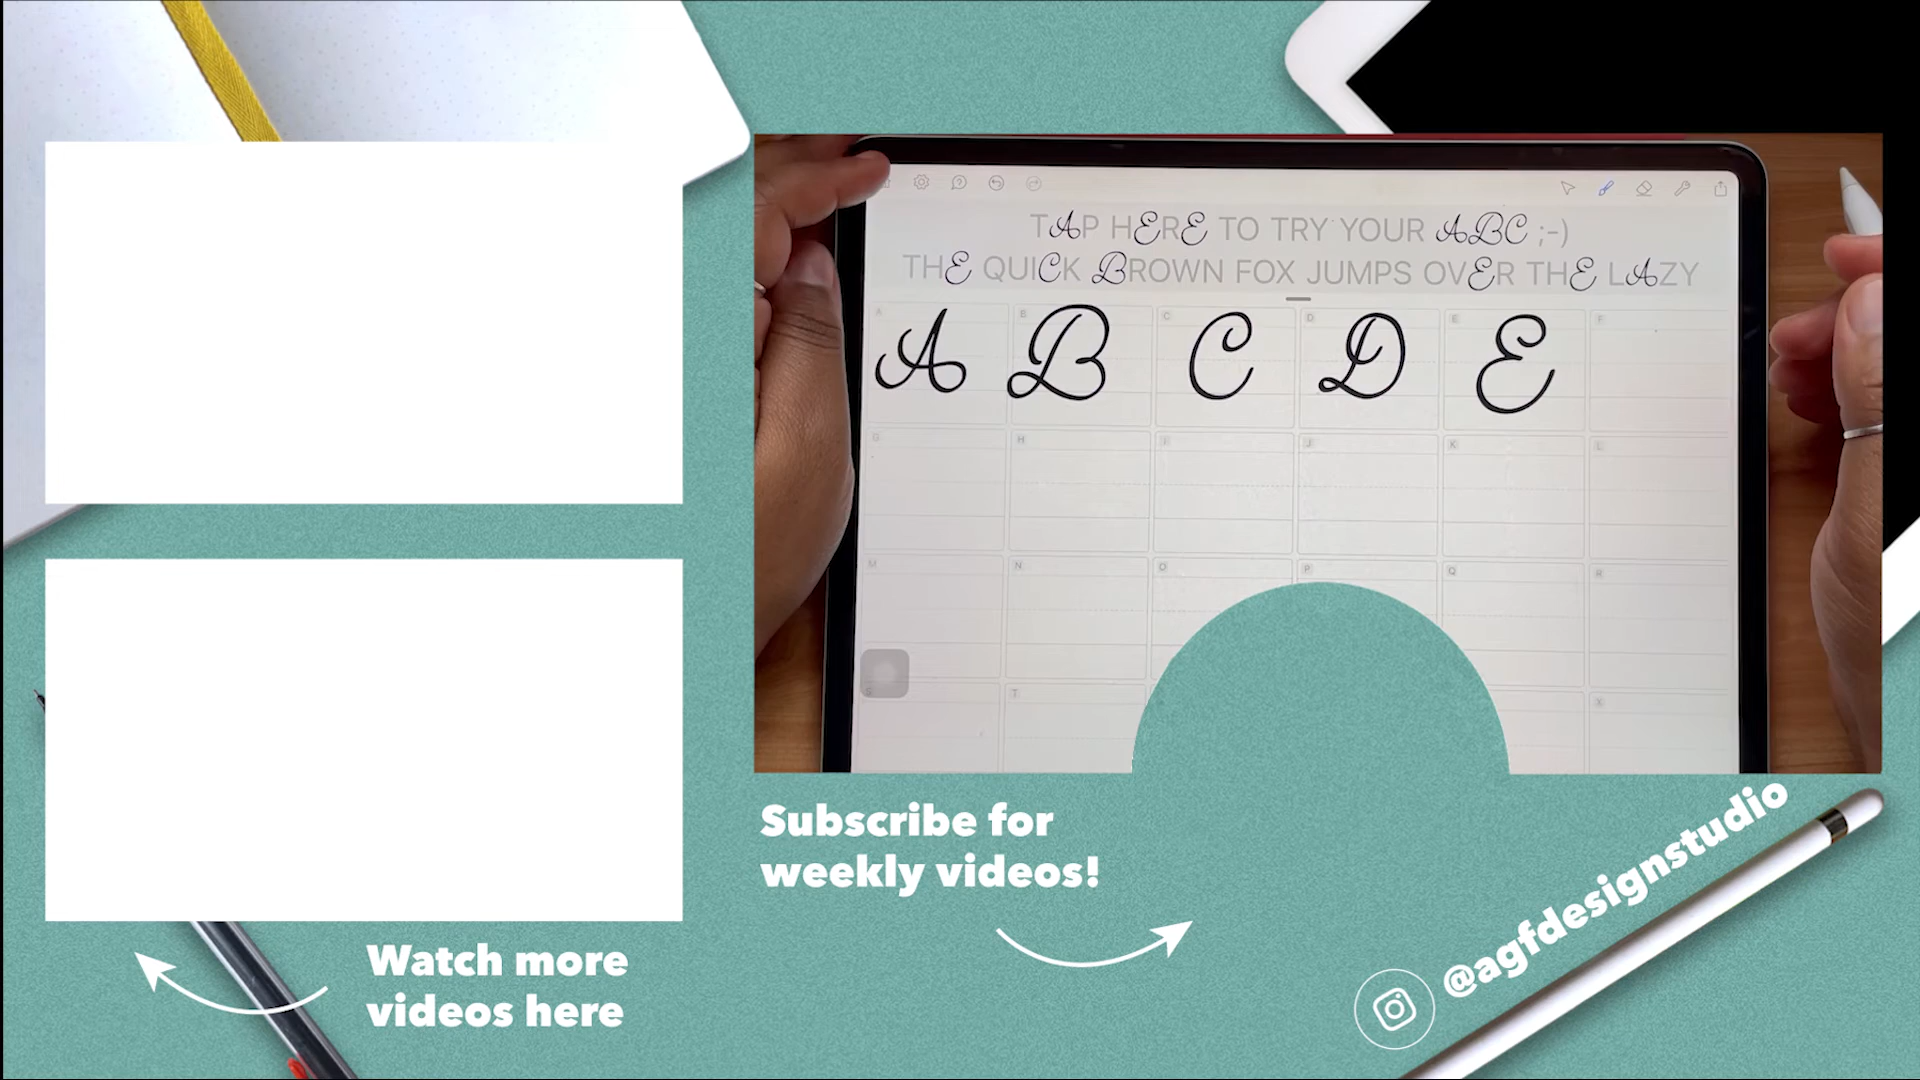 TAP HERE TO TRY YOUR ABC ;-)
THE QUICK BROWN FOX JUMPS OVER THE LAZY
A B C D E F
A B C D E
G H I J K L
M N O P Q R
S T X
Subscribe for
weekly videos!
@agfdesignstudio
Watch more
videos here